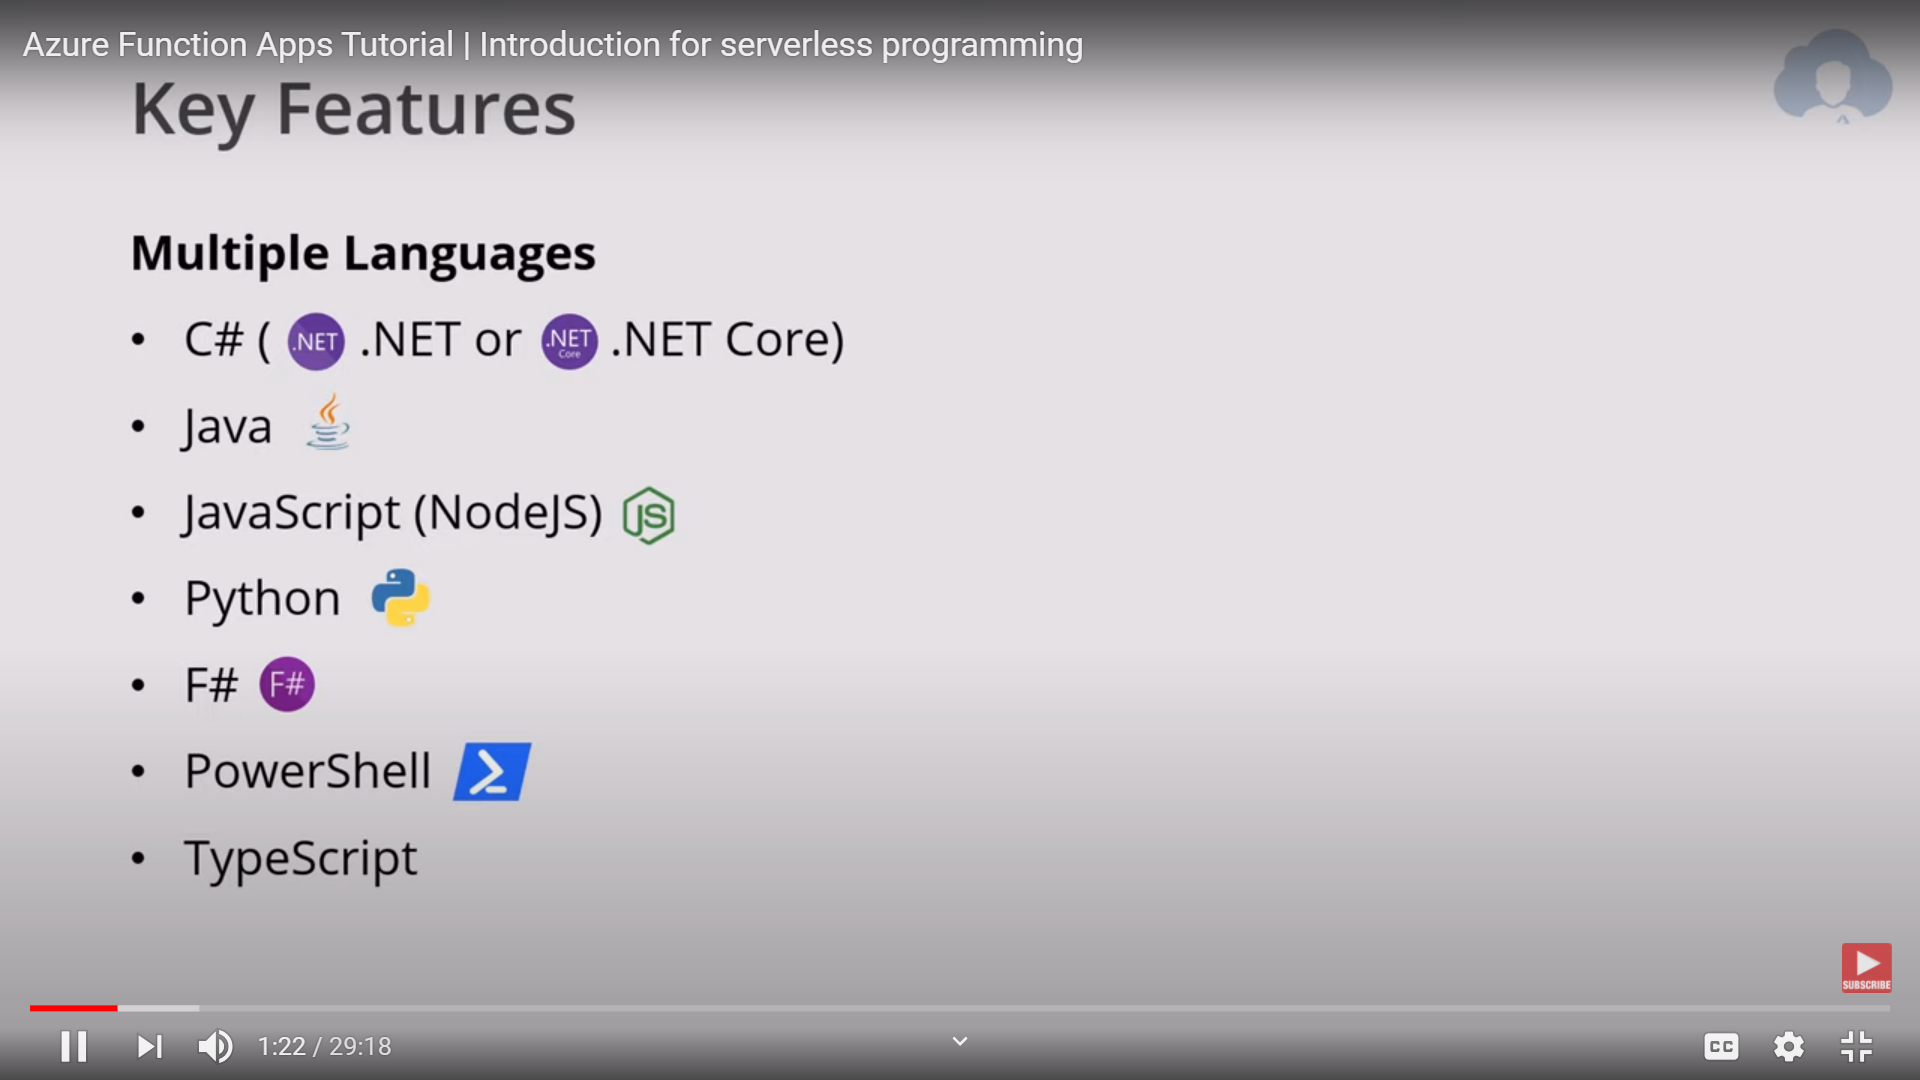 Azure Function Apps Tutorial | Introduction for serverless programming
Key Features
Multiple Languages
• C# ( .NET .NET or .NET Core .NET Core)
• Java
• JavaScript (NodeJS) JS
• Python
• F# F#
• PowerShell
• TypeScript
SUBSCRIBE
1:22 / 29:18
CC